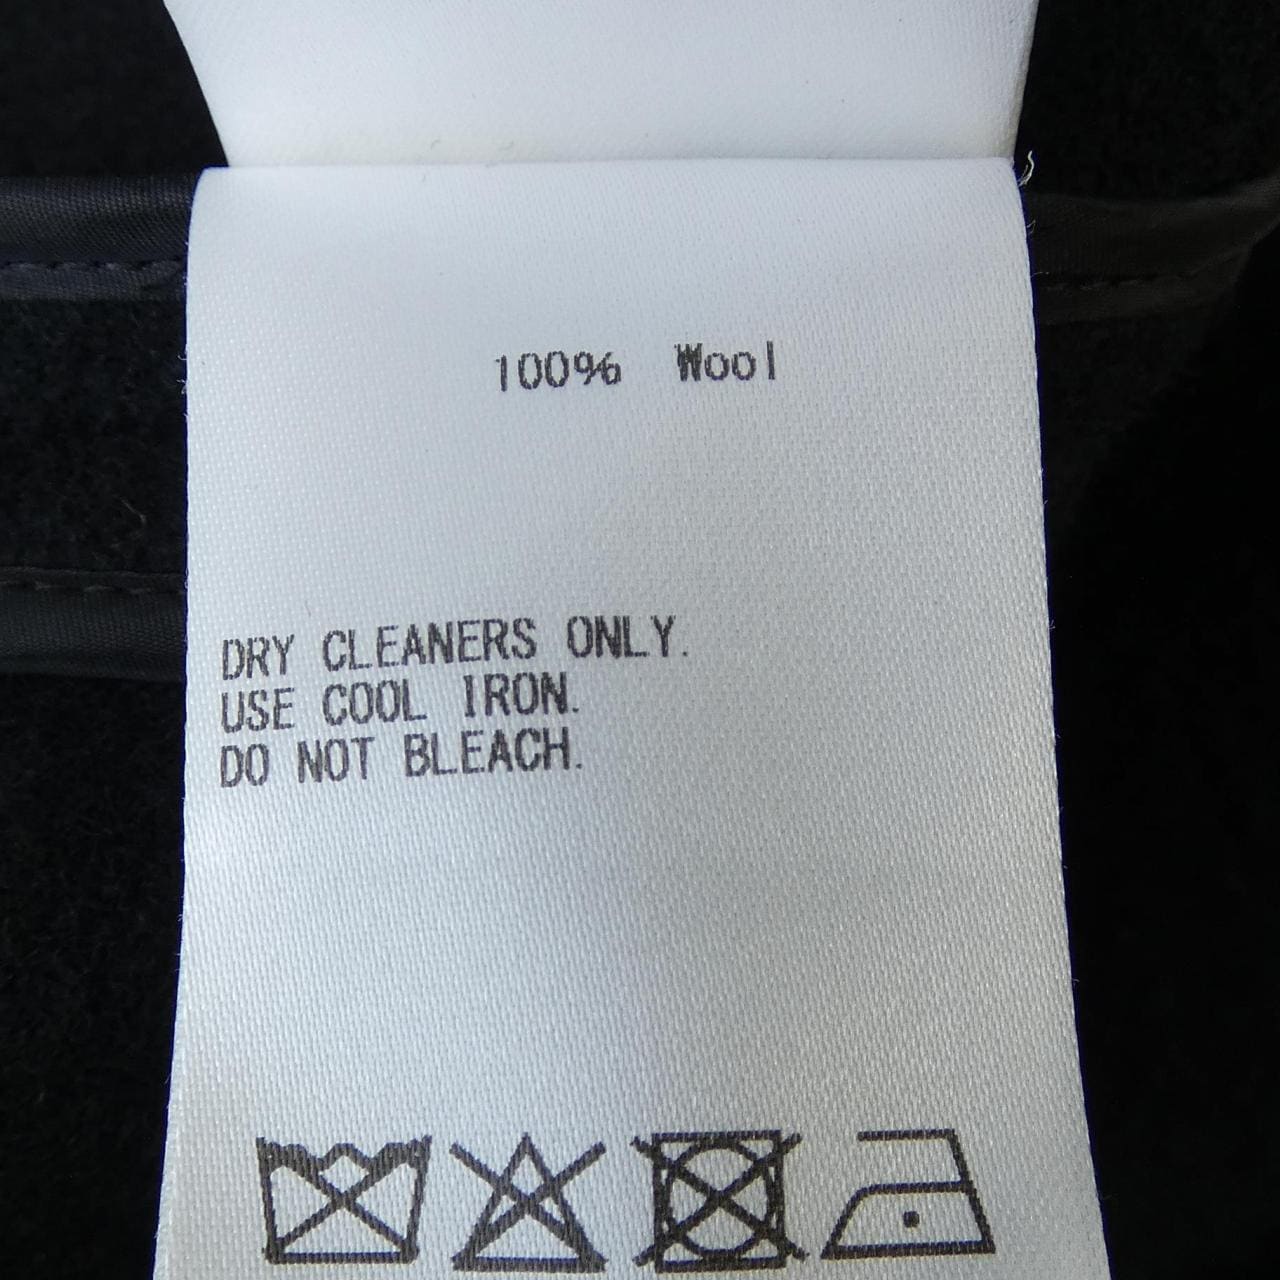 100% Wool
DRY CLEANERS ONLY.
USE COOL IRON.
DO NOT BLEACH.